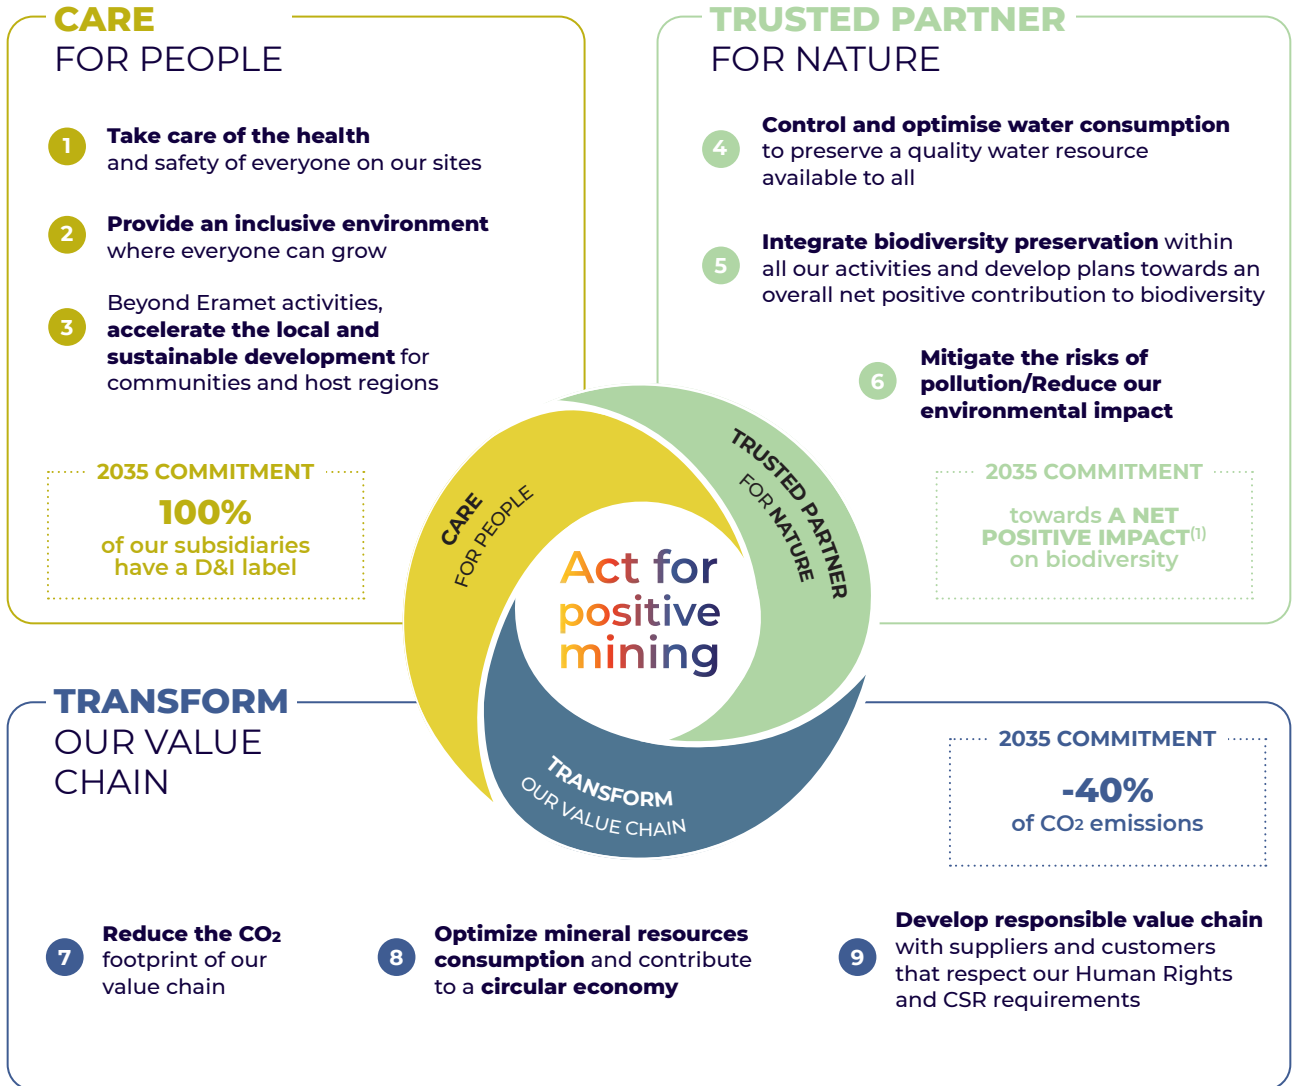 CARE
FOR PEOPLE
1
Take care of the health
and safety of everyone on our sites
2
Provide an inclusive environment
where everyone can grow
3
Beyond Eramet activities,
accelerate the local and
sustainable development for
communities and host regions
2035 COMMITMENT
100%
of our subsidiaries
have a D&I label
TRUSTED PARTNER
FOR NATURE
4
Control and optimise water consumption
to preserve a quality water resource
available to all
5
Integrate biodiversity preservation within
all our activities and develop plans towards an
overall net positive contribution to biodiversity
6
Mitigate the risks of
pollution/Reduce our
environmental impact
2035 COMMITMENT
towards A NET
POSITIVE IMPACT(1)
on biodiversity
CARE
FOR PEOPLE
TRUSTED PARTNER
FOR NATURE
Act for
positive
mining
TRANSFORM
OUR VALUE CHAIN
TRANSFORM
OUR VALUE
CHAIN
2035 COMMITMENT
-40%
of CO2 emissions
7
Reduce the CO2
footprint of our
value chain
8
Optimize mineral resources
consumption and contribute
to a circular economy
9
Develop responsible value chain
with suppliers and customers
that respect our Human Rights
and CSR requirements